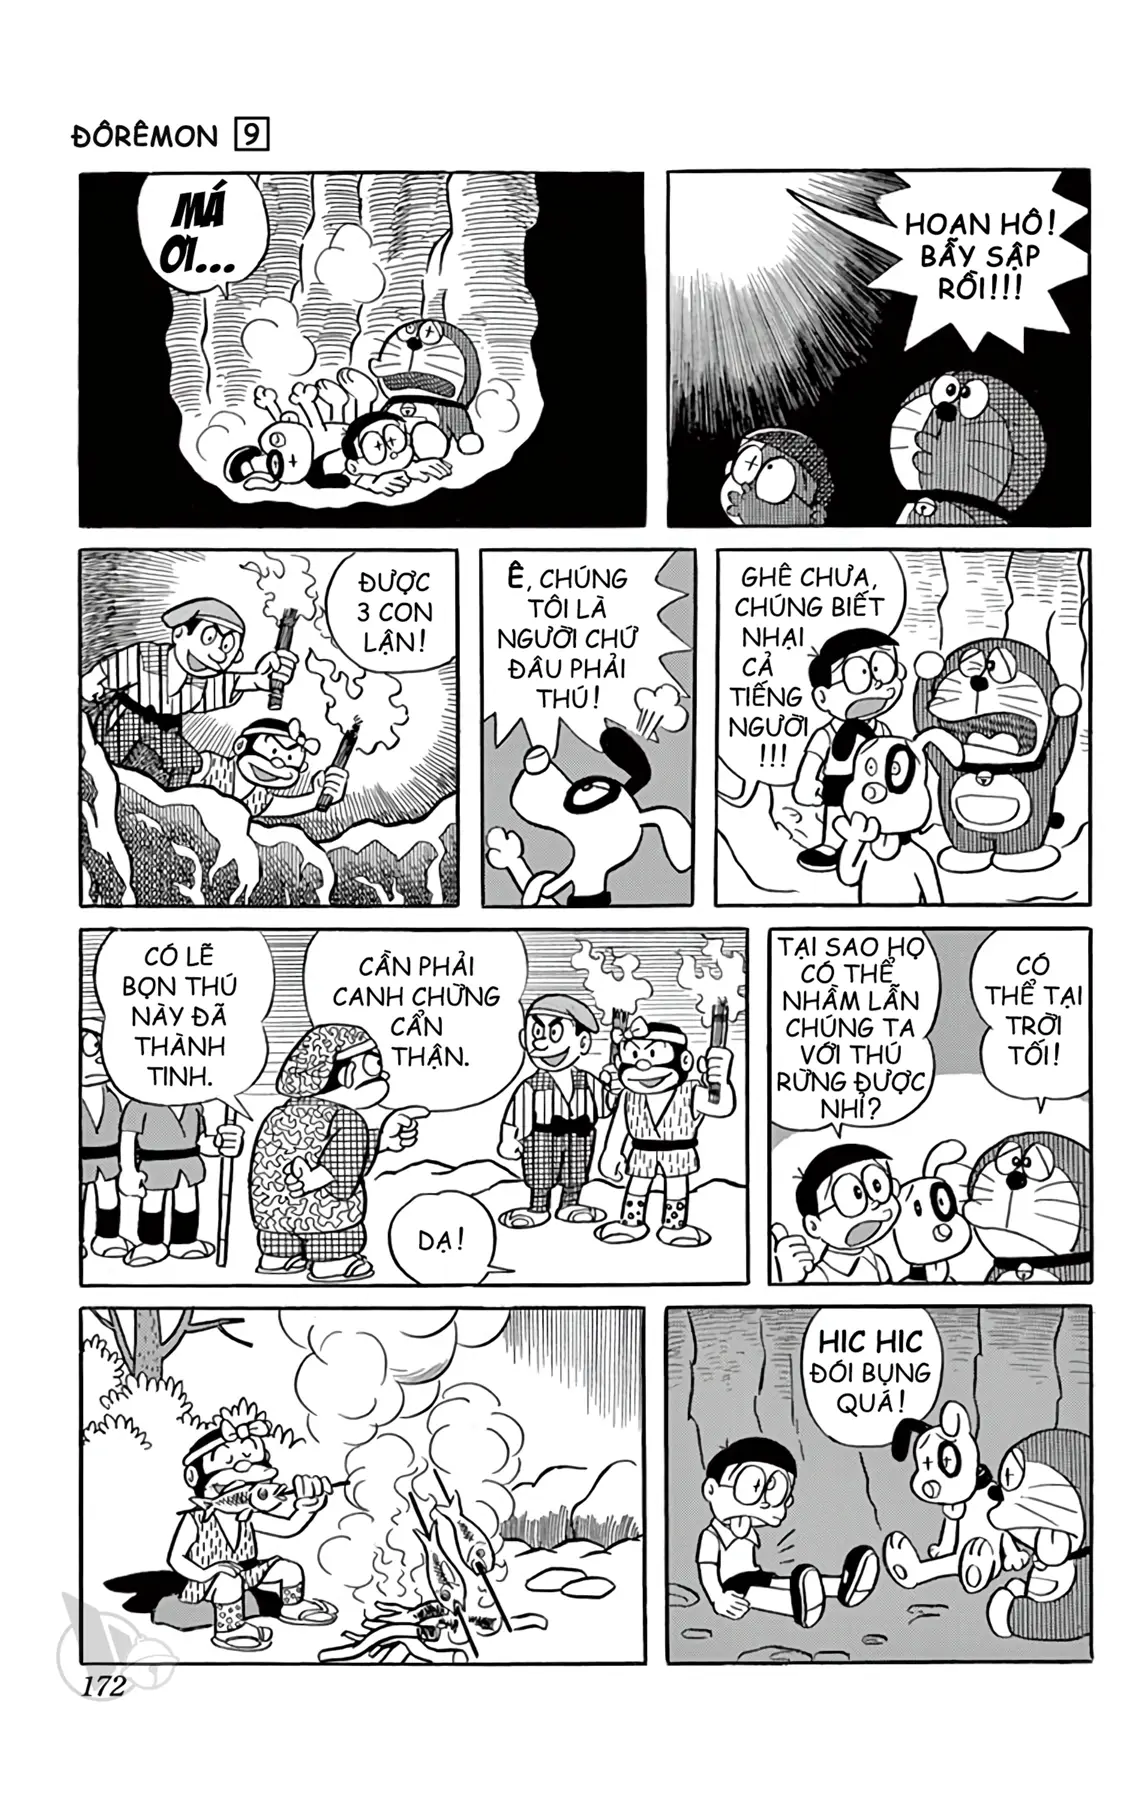 ĐÔRÊMON 9
MÁ
ƠI...
HOAN HÔ!
BẪY SẬP
RỒI!!!
ĐƯỢC
3 CON
LẬN!
Ê, CHÚNG
TÔI LÀ
NGƯỜI CHỨ
ĐÂU PHẢI
THÚ!
GHÊ CHƯA,
CHÚNG BIẾT
NHẠI
CẢ
TIẾNG
NGƯỜI
!!!
CÓ LẼ
BỌN THÚ
NÀY ĐÃ
THÀNH
TINH.
CẦN PHẢI
CANH CHỪNG
CẨN
THẬN.
DẠ!
TẠI SAO HỌ
CÓ THỂ
NHẦM LẪN
CHÚNG TA
VỚI THÚ
RỪNG ĐƯỢC
NHỈ?
CÓ
THỂ TẠI
TRỜI
TỐI!
HIC HIC
ĐÓI BỤNG
QUÁ!
172